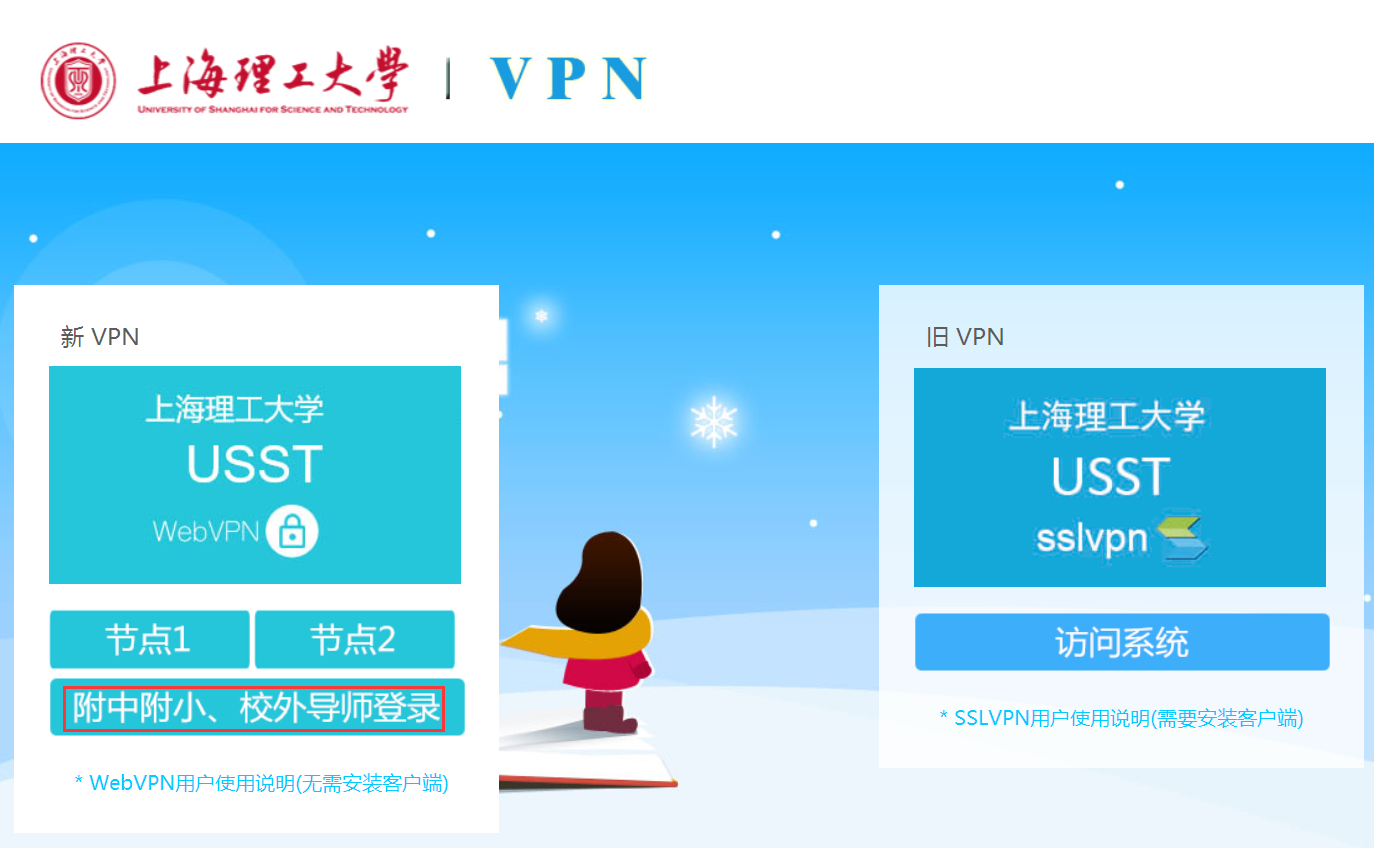 上海理工大學 | VPN
UNIVERSITY OF SHANGHAI FOR SCIENCE AND TECHNOLOGY
新 VPN
上海理工大学
USST
WebVPN
节点1 节点2
附中附小、校外导师登录
* WebVPN用户使用说明(无需安装客户端)
旧 VPN
上海理工大学
USST
sslvpn
访问系统
* SSLVPN用户使用说明(需要安装客户端)